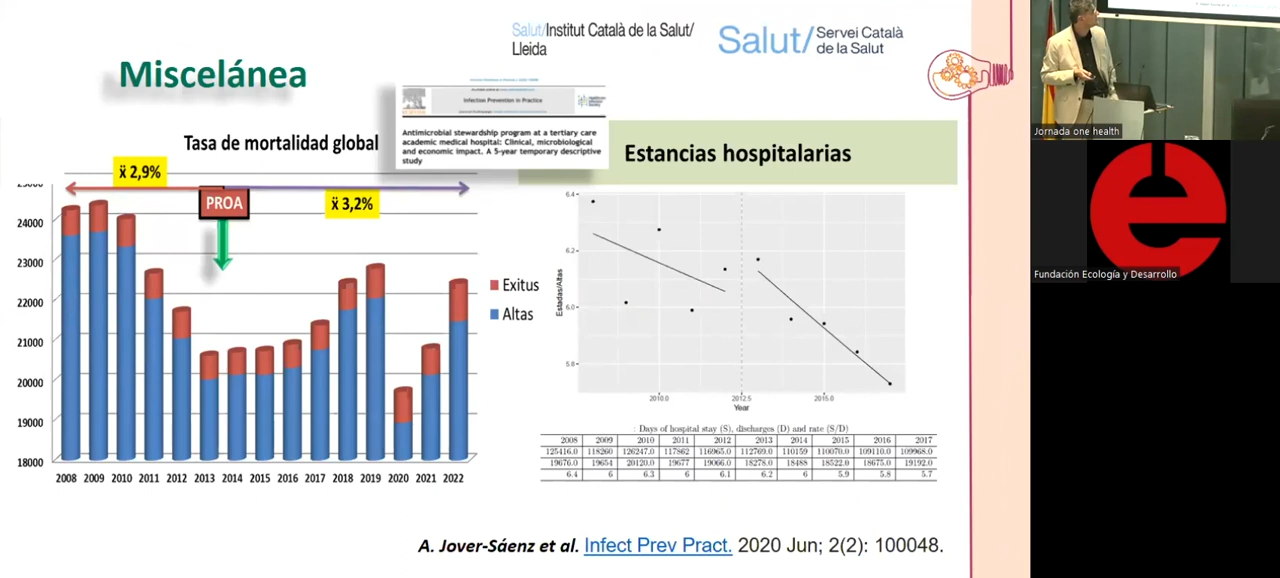 Salut/Institut Català de la Salut/
Lleida
Salut/ Servei Català
de la Salut
Miscelánea
Infection Prevention in Practice
Antimicrobial stewardship program at a tertiary care
academic medical hospital: Clinical, microbiological
and economic impact. A 5-year temporary descriptive
study
Tasa de mortalidad global
ẍ 2,9%
PROA
ẍ 3,2%
24000
23000
22000
21000
20000
19000
18000
2008 2009 2010 2011 2012 2013 2014 2015 2016 2017 2018 2019 2020 2021 2022
Exitus
Altas
Estancias hospitalarias
6.4
6.2
6.0
5.8
Estadas/Altas
2010.0 2012.5 2015.0
Year
: Days of hospital stay (S), discharges (D) and rate (S/D)
2008 2009 2010 2011 2012 2013 2014 2015 2016 2017
125416.0 118260 126247.0 117862 116965.0 112769.0 110159 110070.0 109110.0 109968.0
19676.0 19654 20120.0 19677 19066.0 18278.0 18488 18522.0 18675.0 19192.0
6.4 6 6.3 6 6.1 6.2 6 5.9 5.8 5.7
A. Jover-Sáenz et al. Infect Prev Pract. 2020 Jun; 2(2): 100048.
Jornada one health
e
Fundación Ecología y Desarrollo